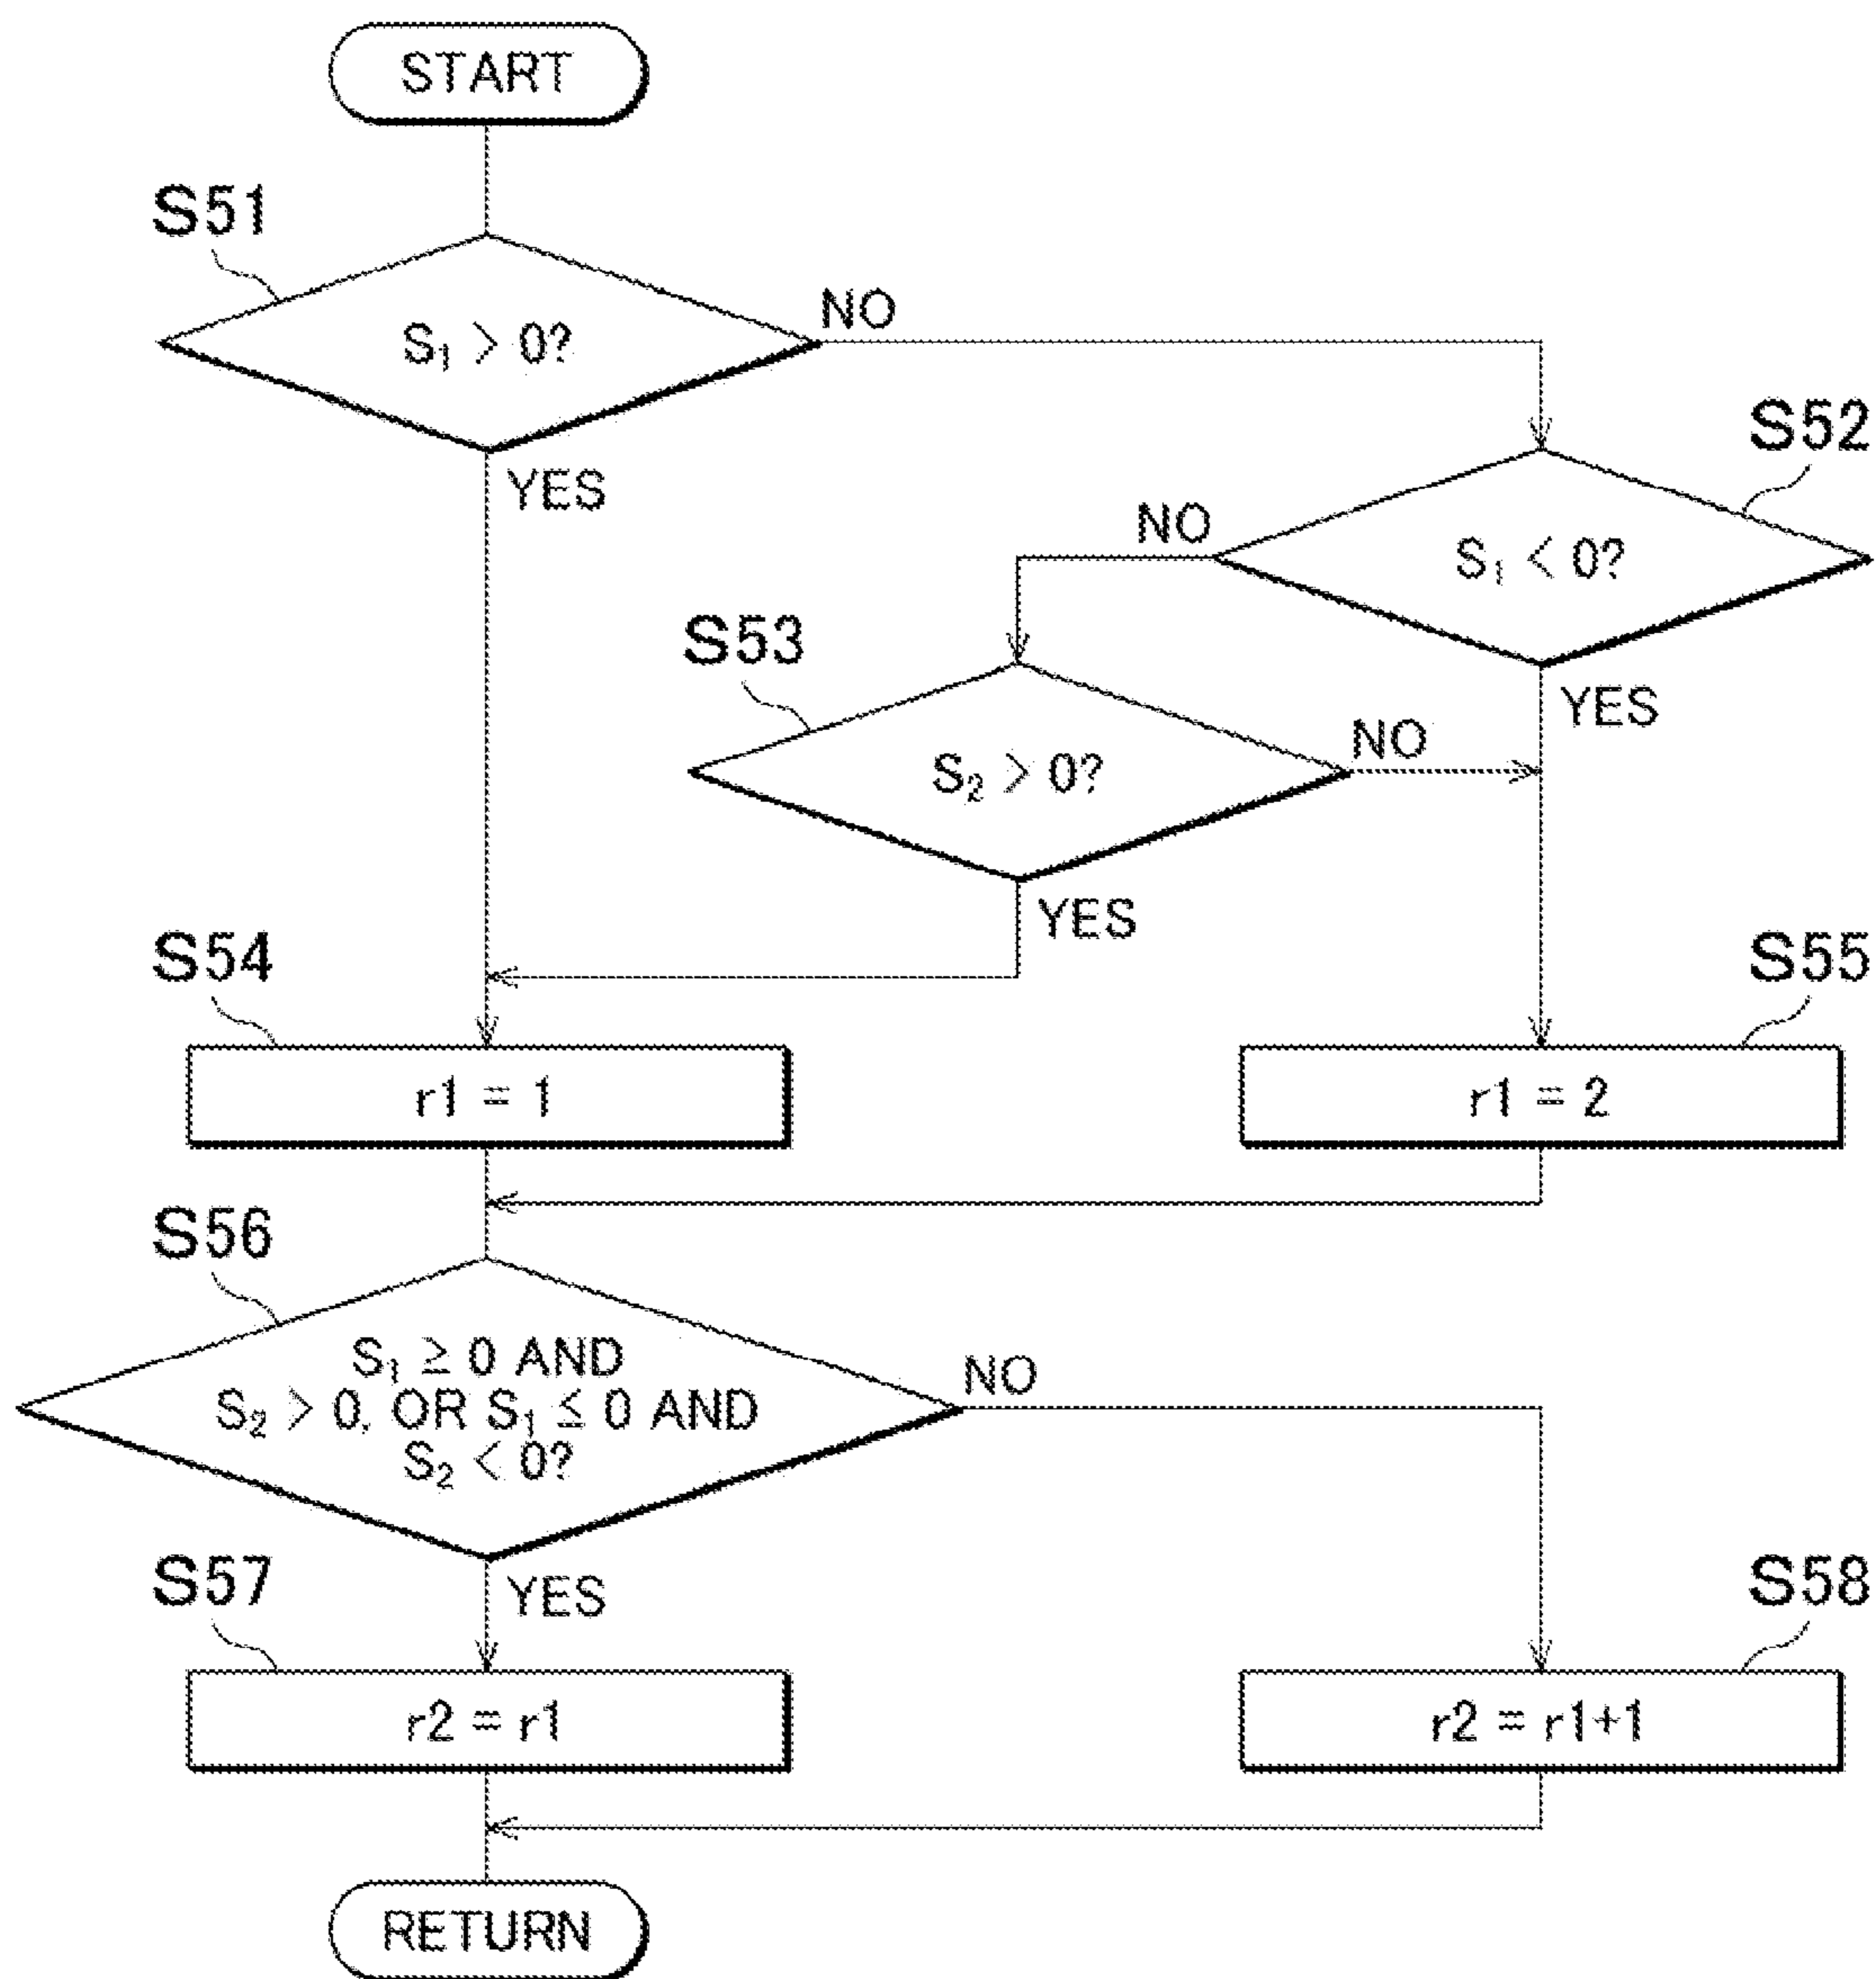 START
S51
S₁ > 0?
NO
YES
S52
S₁ < 0?
NO
YES
S53
S₂ > 0?
NO
YES
S54
r1 = 1
S55
r1 = 2
S56
S₁ ≥ 0 AND
S₂ > 0, OR S₁ ≤ 0 AND
S₂ < 0?
NO
YES
S57
r2 = r1
S58
r2 = r1+1
RETURN